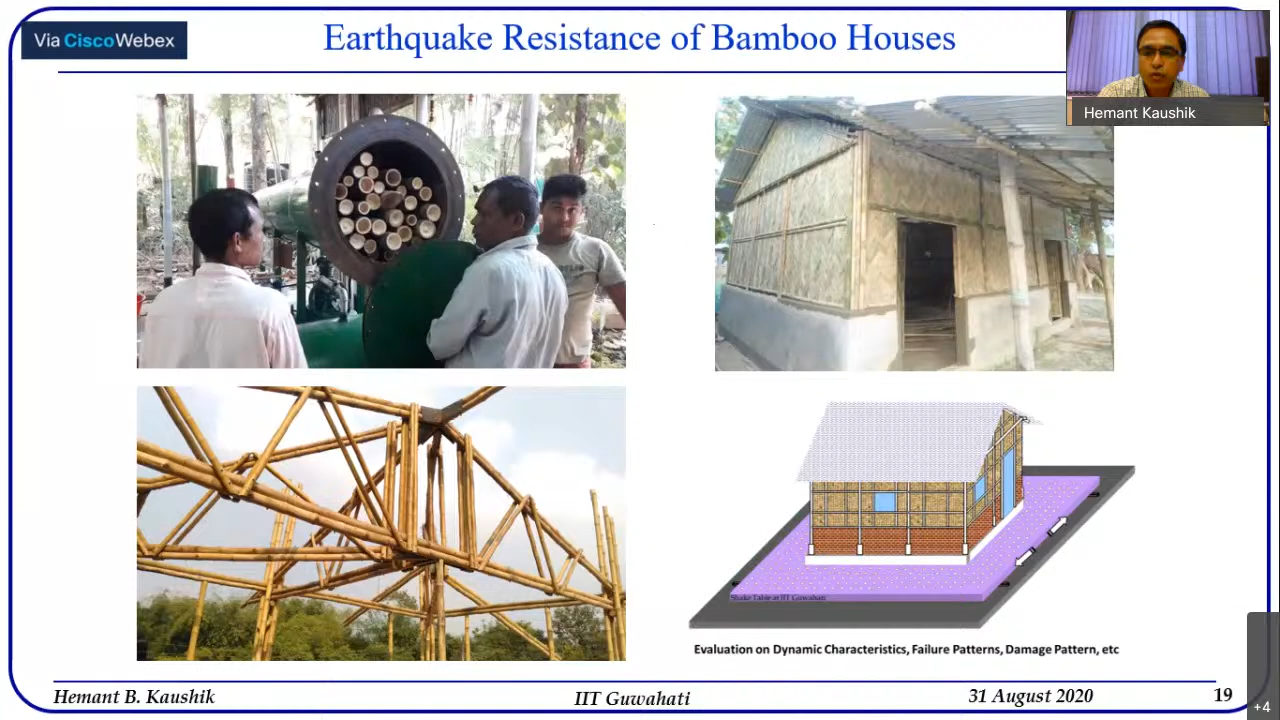 Via CiscoWebex
Earthquake Resistance of Bamboo Houses
Hemant Kaushik
Shake Table at IIT Guwahati
Evaluation on Dynamic Characteristics, Failure Patterns, Damage Pattern, etc
Hemant B. Kaushik
IIT Guwahati
31 August 2020
19
+4